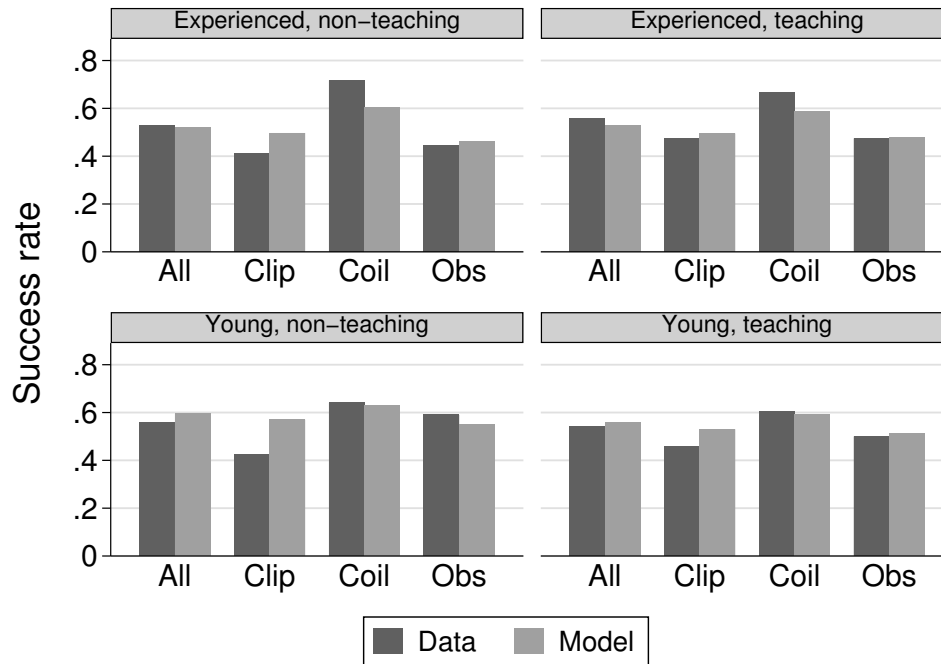 Experienced, non−teaching
Experienced, teaching
.8
.6
.4
.2
0
All Clip Coil Obs
All Clip Coil Obs
Young, non−teaching
Young, teaching
.8
.6
.4
.2
0
All Clip Coil Obs
All Clip Coil Obs
Success rate
Data Model